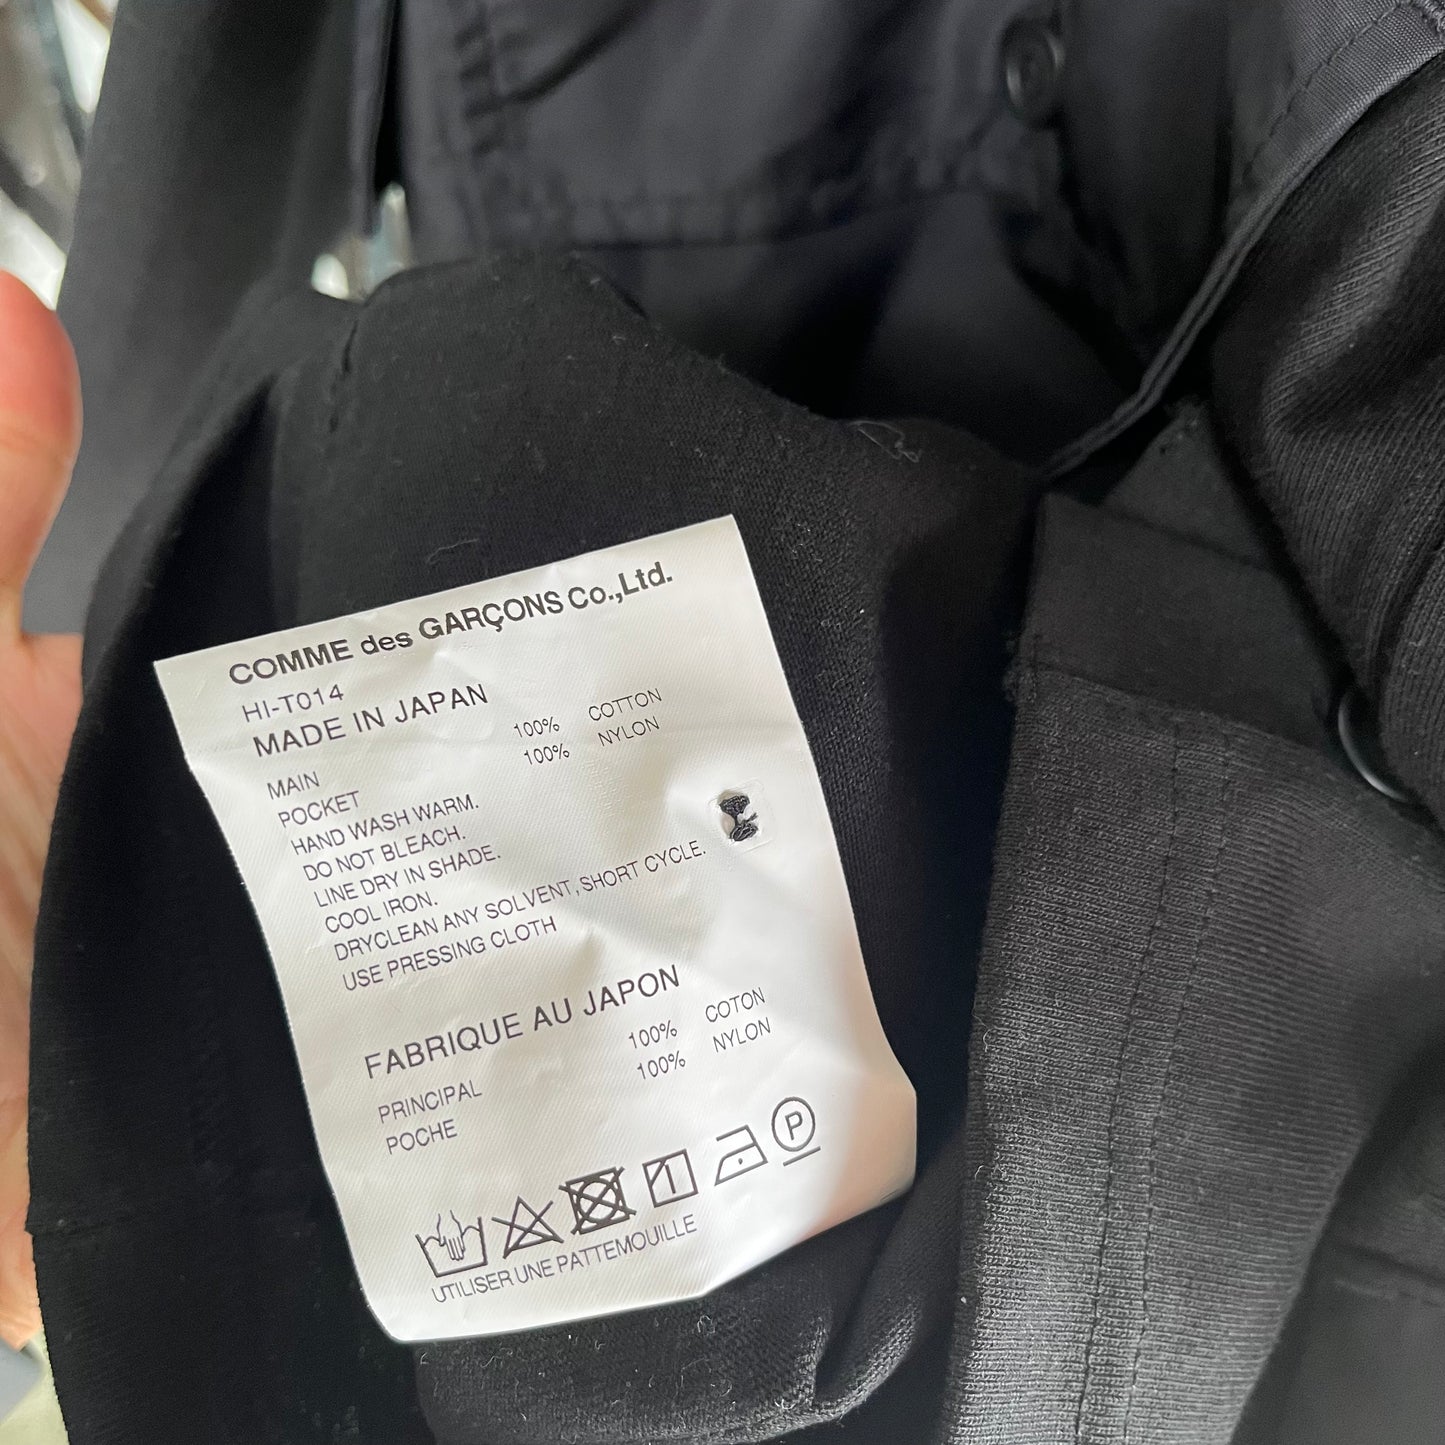 COMME des GARÇONS Co.,Ltd.
HI-T014
MADE IN JAPAN
MAIN 100% COTTON
POCKET 100% NYLON
HAND WASH WARM.
DO NOT BLEACH.
LINE DRY IN SHADE.
COOL IRON.
DRYCLEAN ANY SOLVENT, SHORT CYCLE.
USE PRESSING CLOTH
FABRIQUE AU JAPON
PRINCIPAL 100% COTON
POCHE 100% NYLON
P
UTILISER UNE PATTEMOUILLE